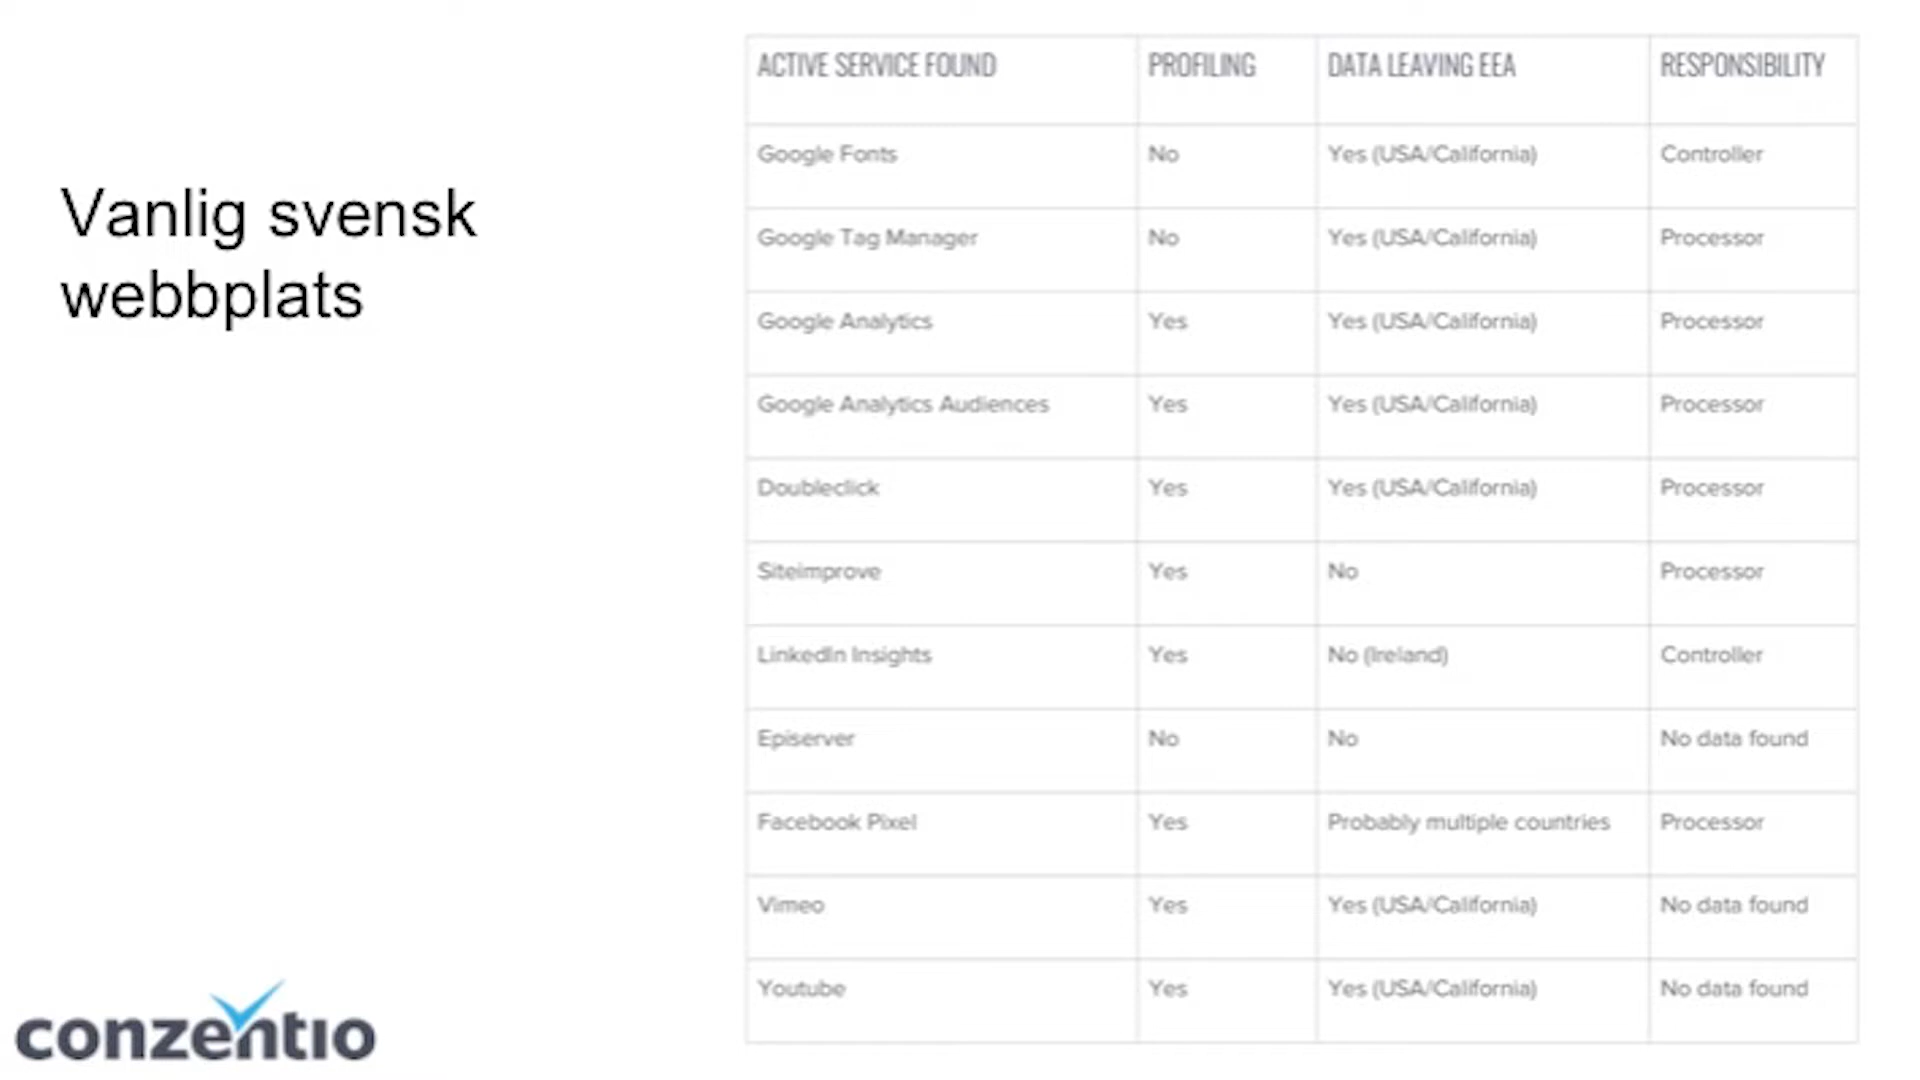 Vanlig svensk
webbplats
ACTIVE SERVICE FOUND PROFILING DATA LEAVING EEA RESPONSIBILITY
Google Fonts No Yes (USA/California) Controller
Google Tag Manager No Yes (USA/California) Processor
Google Analytics Yes Yes (USA/California) Processor
Google Analytics Audiences Yes Yes (USA/California) Processor
Doubleclick Yes Yes (USA/California) Processor
Siteimprove Yes No Processor
LinkedIn Insights Yes No (Ireland) Controller
Episerver No No No data found
Facebook Pixel Yes Probably multiple countries Processor
Vimeo Yes Yes (USA/California) No data found
Youtube Yes Yes (USA/California) No data found
conzentio